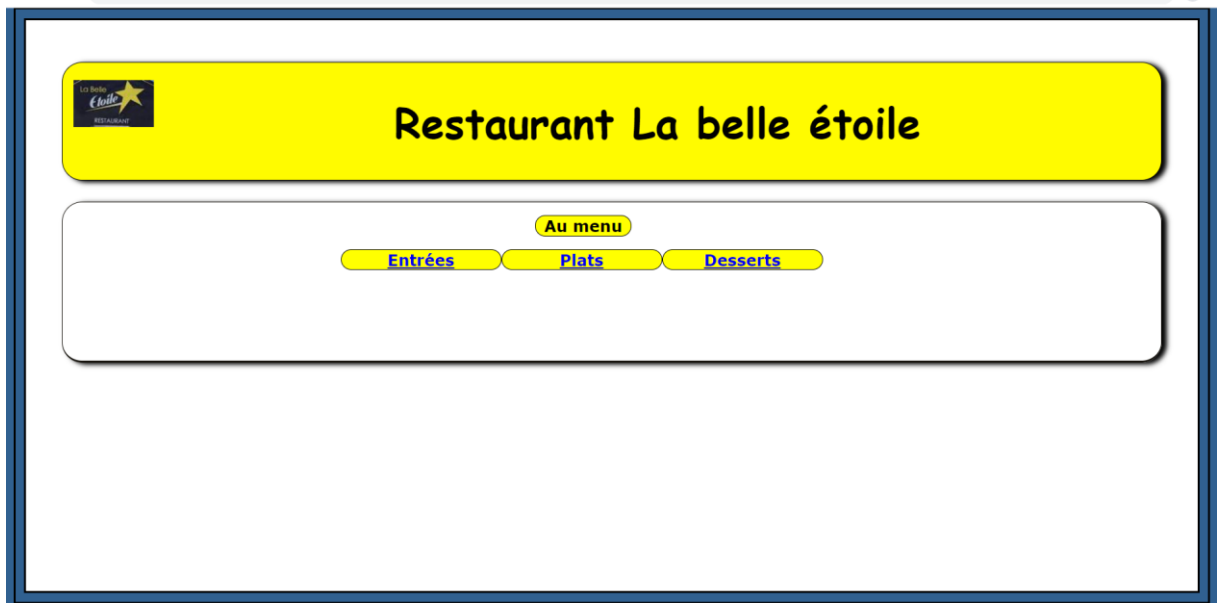 La Belle
Etoile
RESTAURANT
Restaurant La belle étoile
Au menu
Entrées Plats Desserts